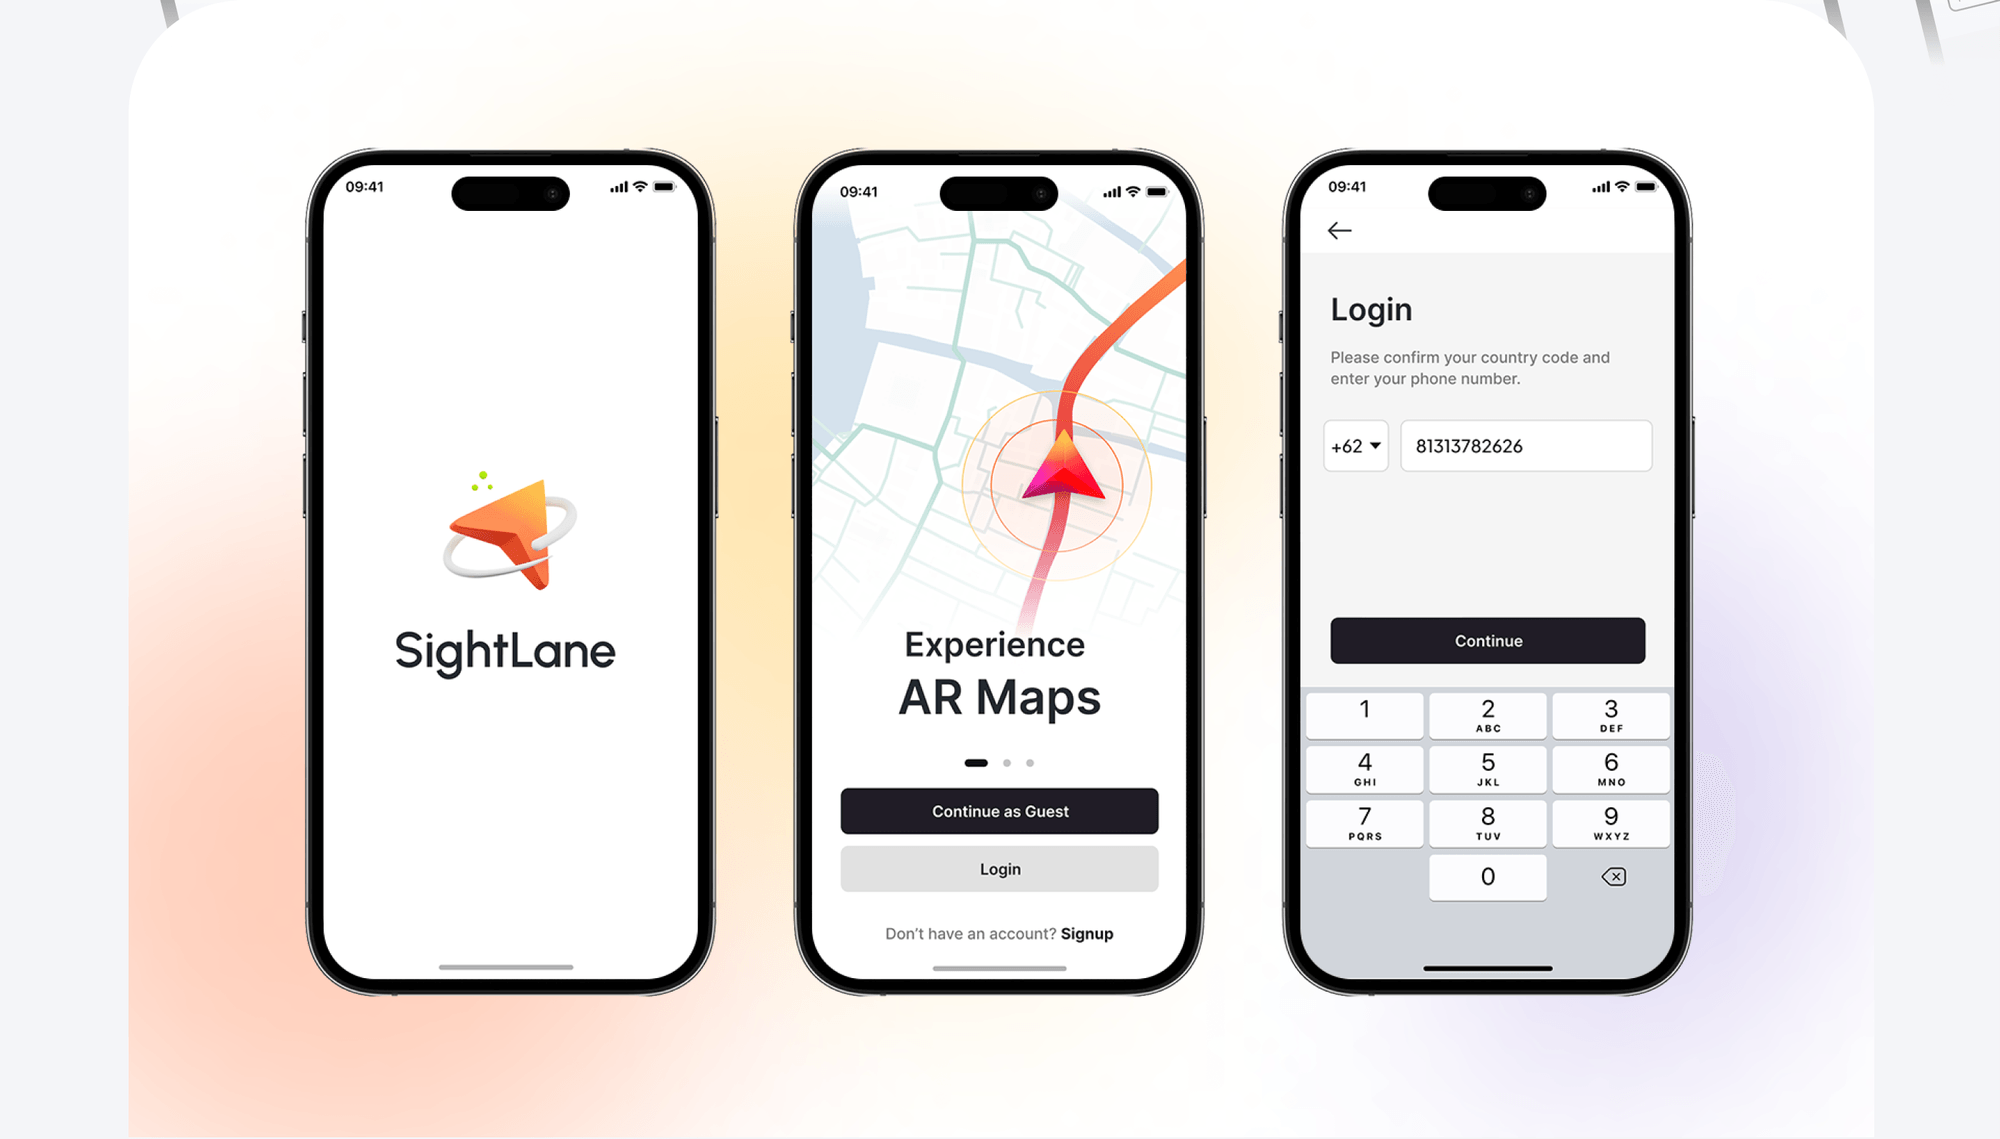 09:41
SightLane
09:41
Experience
AR Maps
Continue as Guest
Login
Don't have an account? Signup
09:41
Login
Please confirm your country code and
enter your phone number.
+62
81313782626
Continue
1
2
ABC
3
DEF
4
GHI
5
JKL
6
MNO
7
PQRS
8
TUV
9
WXYZ
0